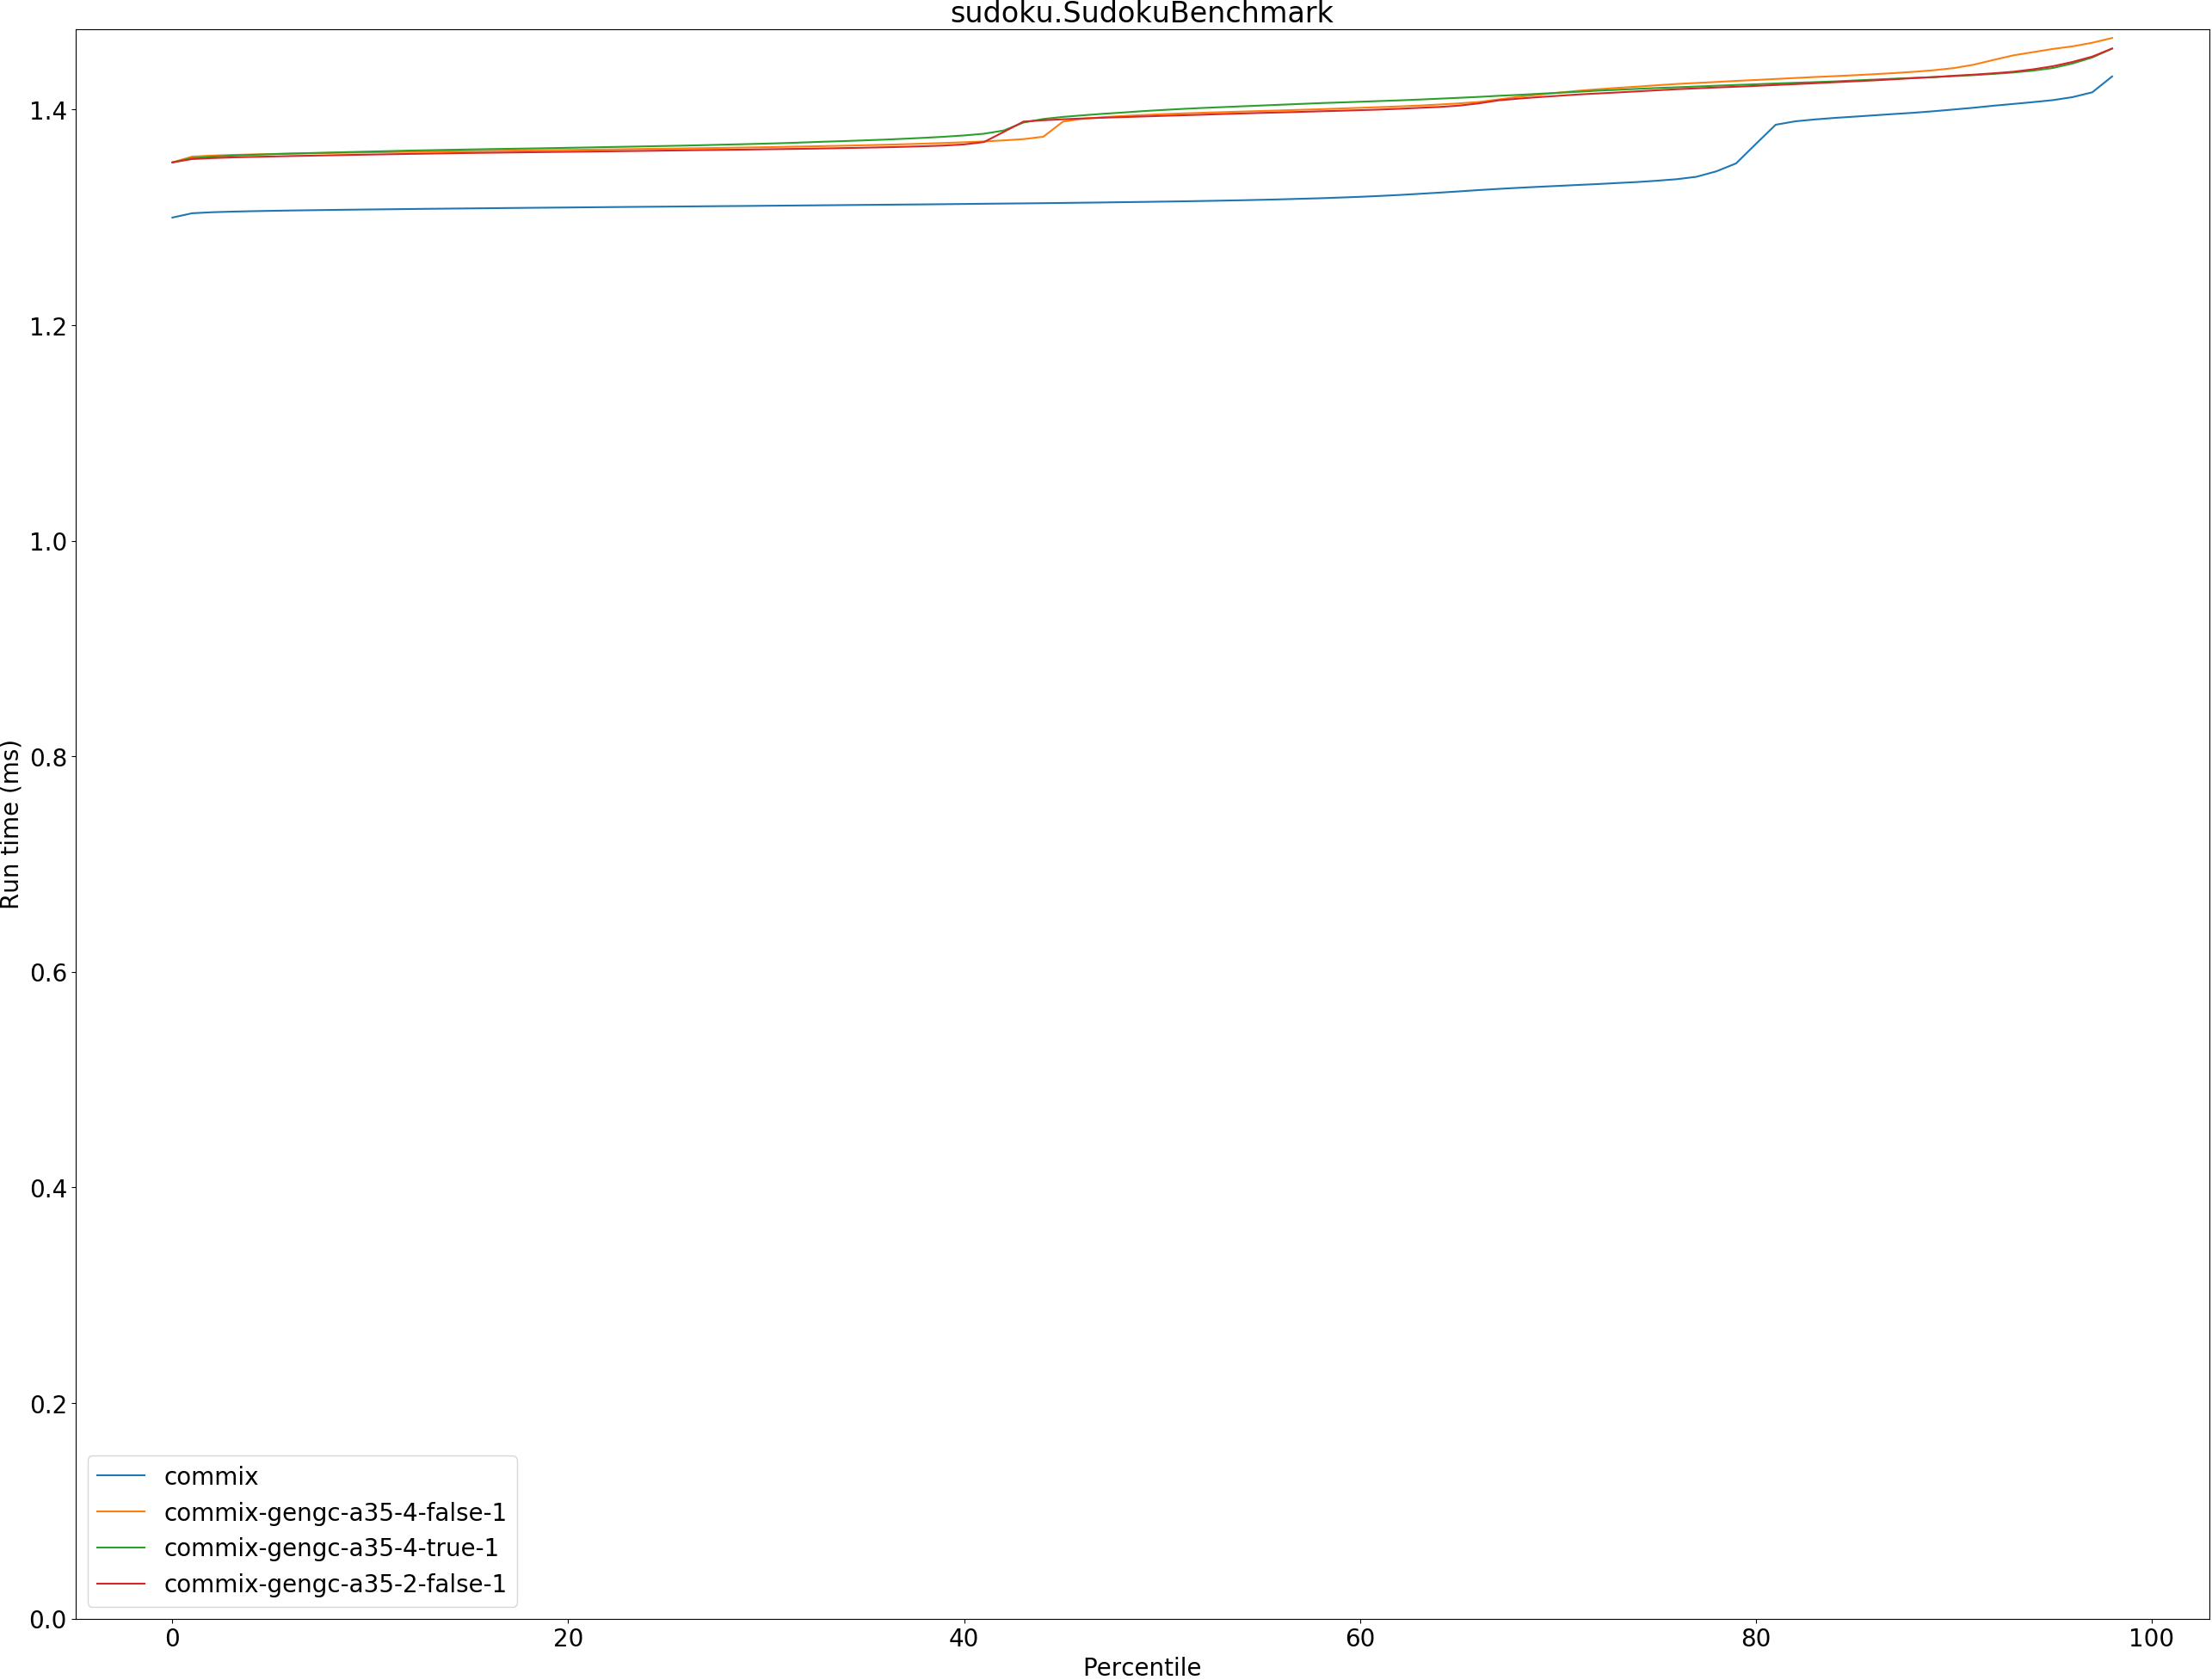 sudoku.SudokuBenchmark
Run time (ms)
1.4
1.2
1.0
0.8
0.6
0.4
0.2
0.0
commix
commix-gengc-a35-4-false-1
commix-gengc-a35-4-true-1
commix-gengc-a35-2-false-1
0 20 40 60 80 100
Percentile